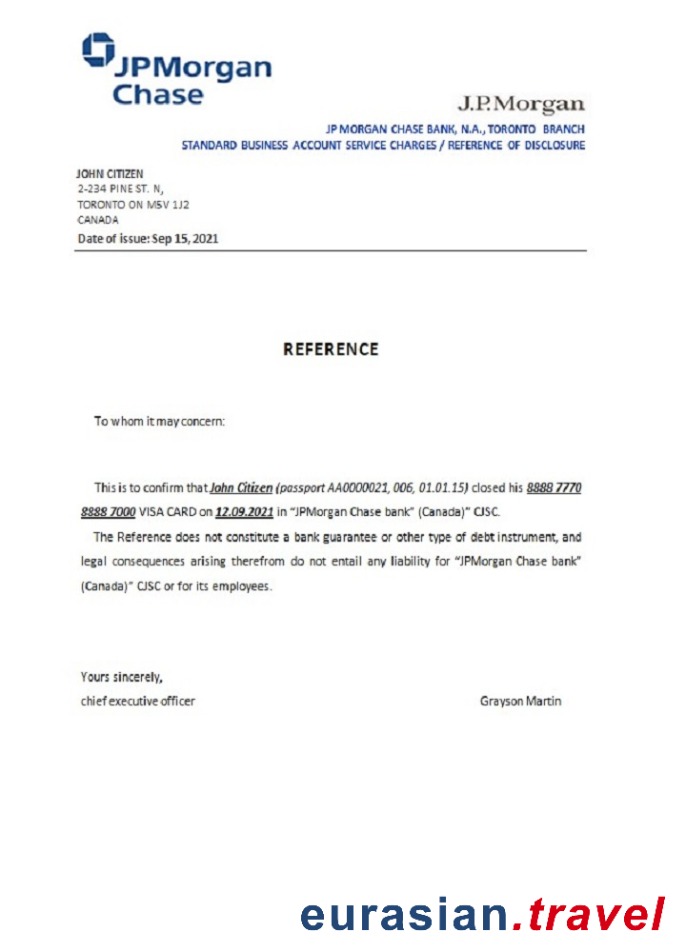 JPMorgan
Chase
J.P.Morgan
JP MORGAN CHASE BANK, N.A., TORONTO BRANCH
STANDARD BUSINESS ACCOUNT SERVICE CHARGES / REFERENCE OF DISCLOSURE
JOHN CITIZEN
2-234 PINE ST. N,
TORONTO ON M5V 1J2
CANADA
Date of issue: Sep 15, 2021
REFERENCE
To whom it may concern:
This is to confirm that John Citizen (passport AA0000021, 006, 01.01.15) closed his 8888 7770
8888 7000 VISA CARD on 12.09.2021 in "JPMorgan Chase bank" (Canada)" CJSC.
The Reference does not constitute a bank guarantee or other type of debt instrument, and
legal consequences arising therefrom do not entail any liability for "JPMorgan Chase bank"
(Canada)" CJSC or for its employees.
Yours sincerely,
chief executive officer Grayson Martin
eurasian.travel